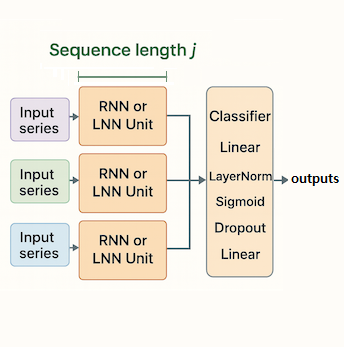 Sequence length j
Input
series
RNN or
LNN Unit
Input
series
RNN or
LNN Unit
Input
series
RNN or
LNN Unit
Classifier
Linear
LayerNorm
Sigmoid
Dropout
Linear
outputs